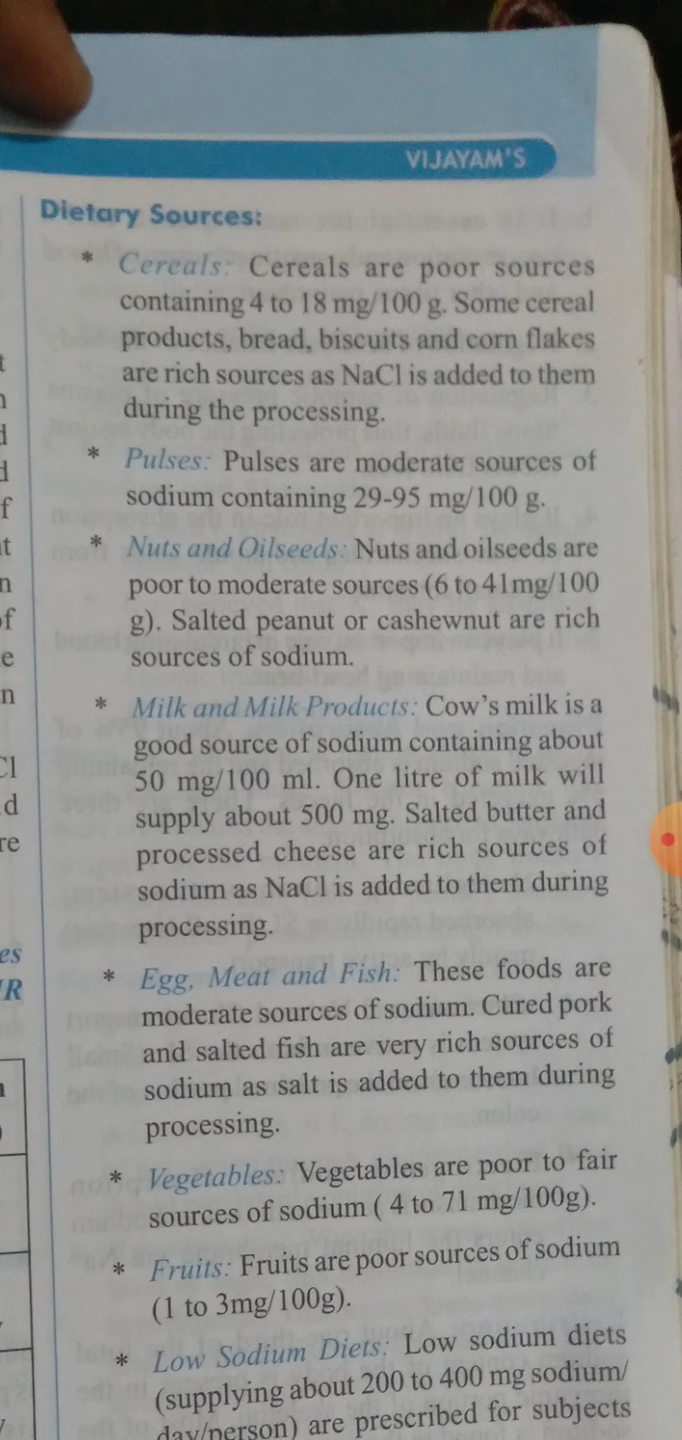 VIJAYAM'S
Dietary Sources:
* Cereals: Cereals are poor sources
containing 4 to 18 mg/100 g. Some cereal
products, bread, biscuits and corn flakes
are rich sources as NaCl is added to them
during the processing.
* Pulses: Pulses are moderate sources of
sodium containing 29-95 mg/100 g.
* Nuts and Oilseeds: Nuts and oilseeds are
poor to moderate sources (6 to 41mg/100
g). Salted peanut or cashewnut are rich
sources of sodium.
* Milk and Milk Products: Cow's milk is a
good source of sodium containing about
50 mg/100 ml. One litre of milk will
supply about 500 mg. Salted butter and
processed cheese are rich sources of
sodium as NaCl is added to them during
processing.
* Egg, Meat and Fish: These foods are
moderate sources of sodium. Cured pork
and salted fish are very rich sources of
sodium as salt is added to them during
processing.
* Vegetables: Vegetables are poor to fair
sources of sodium ( 4 to 71 mg/100g).
* Fruits: Fruits are poor sources of sodium
(1 to 3mg/100g).
* Low Sodium Diets: Low sodium diets
(supplying about 200 to 400 mg sodium/
day/person) are prescribed for subjects